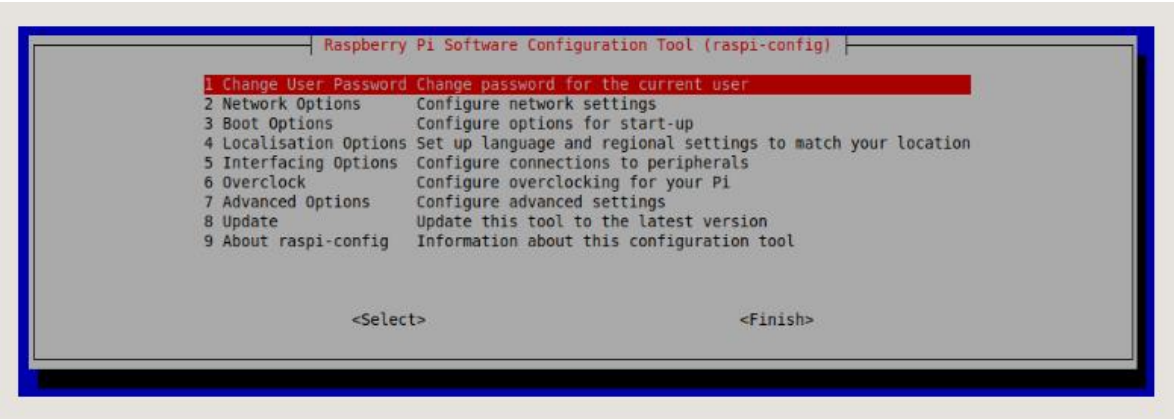 Raspberry Pi Software Configuration Tool (raspi-config)
1 Change User Password Change password for the current user
2 Network Options Configure network settings
3 Boot Options Configure options for start-up
4 Localisation Options Set up language and regional settings to match your location
5 Interfacing Options Configure connections to peripherals
6 Overclock Configure overclocking for your Pi
7 Advanced Options Configure advanced settings
8 Update Update this tool to the latest version
9 About raspi-config Information about this configuration tool
<Select> <Finish>